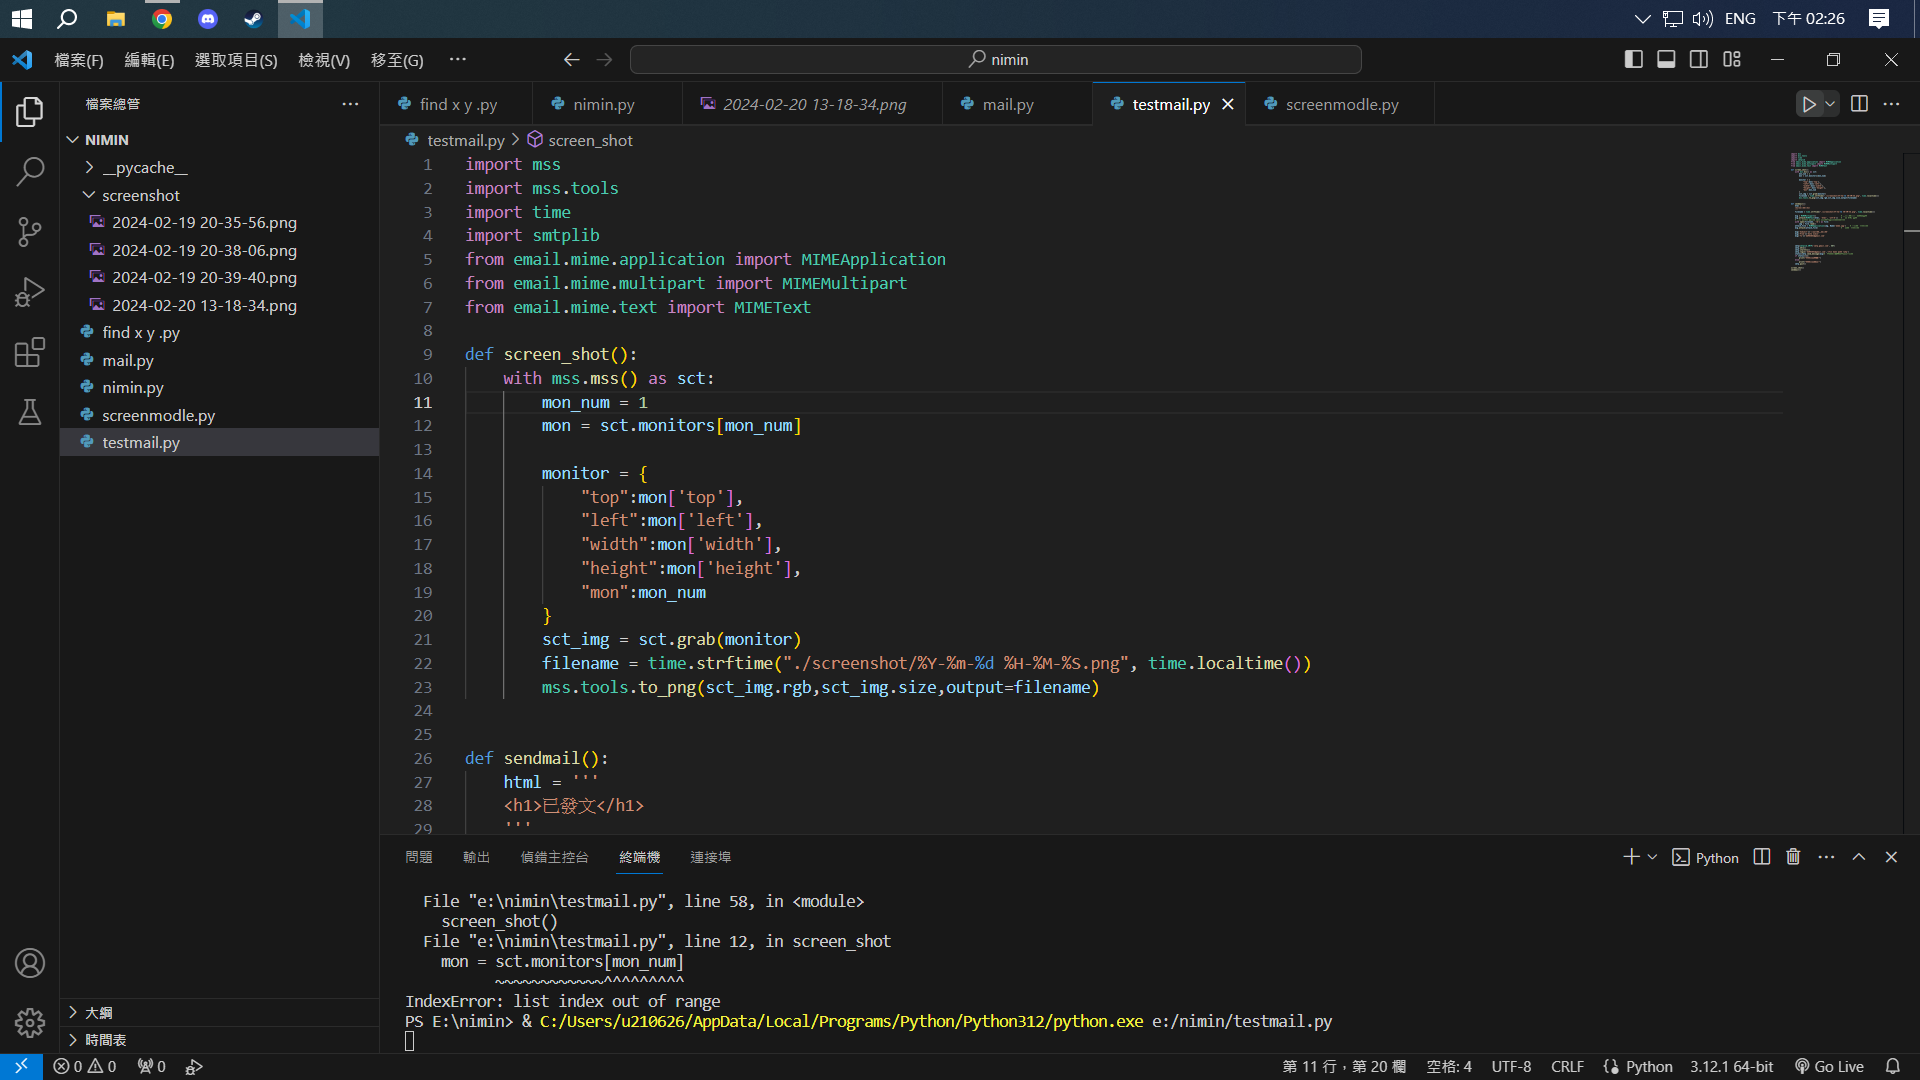 ENG
下午 02:26
檔案(F)
編輯(E)
選取項目(S)
檢視(V)
移至(G)
nimin
檔案總管
NIMIN
__pycache__
screenshot
2024-02-19 20-35-56.png
2024-02-19 20-38-06.png
2024-02-19 20-39-40.png
2024-02-20 13-18-34.png
find x y .py
mail.py
nimin.py
screenmodle.py
testmail.py
大綱
時間表
find x y .py
nimin.py
2024-02-20 13-18-34.png
mail.py
testmail.py
screenmodle.py
testmail.py > screen_shot
1 import mss
2 import mss.tools
3 import time
4 import smtplib
5 from email.mime.application import MIMEApplication
6 from email.mime.multipart import MIMEMultipart
7 from email.mime.text import MIMEText
8
9 def screen_shot():
10     with mss.mss() as sct:
11         mon_num = 1
12         mon = sct.monitors[mon_num]
13
14         monitor = {
15             "top":mon['top'],
16             "left":mon['left'],
17             "width":mon['width'],
18             "height":mon['height'],
19             "mon":mon_num
20         }
21         sct_img = sct.grab(monitor)
22         filename = time.strftime("./screenshot/%Y-%m-%d %H-%M-%S.png", time.localtime())
23         mss.tools.to_png(sct_img.rgb,sct_img.size,output=filename)
24
25
26 def sendmail():
27     html = '''
28     <h1>已發文</h1>
29     '''
問題
輸出
偵錯主控台
終端機
連接埠
Python
File "e:\nimin\testmail.py", line 58, in <module>
screen_shot()
File "e:\nimin\testmail.py", line 12, in screen_shot
mon = sct.monitors[mon_num]
~~~~~~~~~~~~^^^^^^^^^
IndexError: list index out of range
PS E:\nimin> & C:/Users/u210626/AppData/Local/Programs/Python/Python312/python.exe e:/nimin/testmail.py
0
0
0
第 11 行，第 20 欄
空格: 4
UTF-8
CRLF
Python
3.12.1 64-bit
Go Live